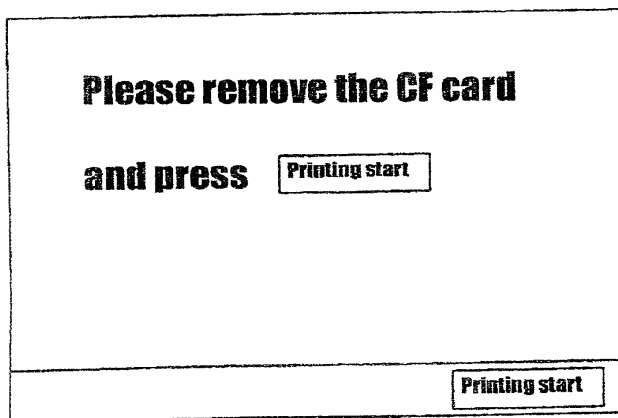 Please remove the CF card
and press Printing start
Printing start